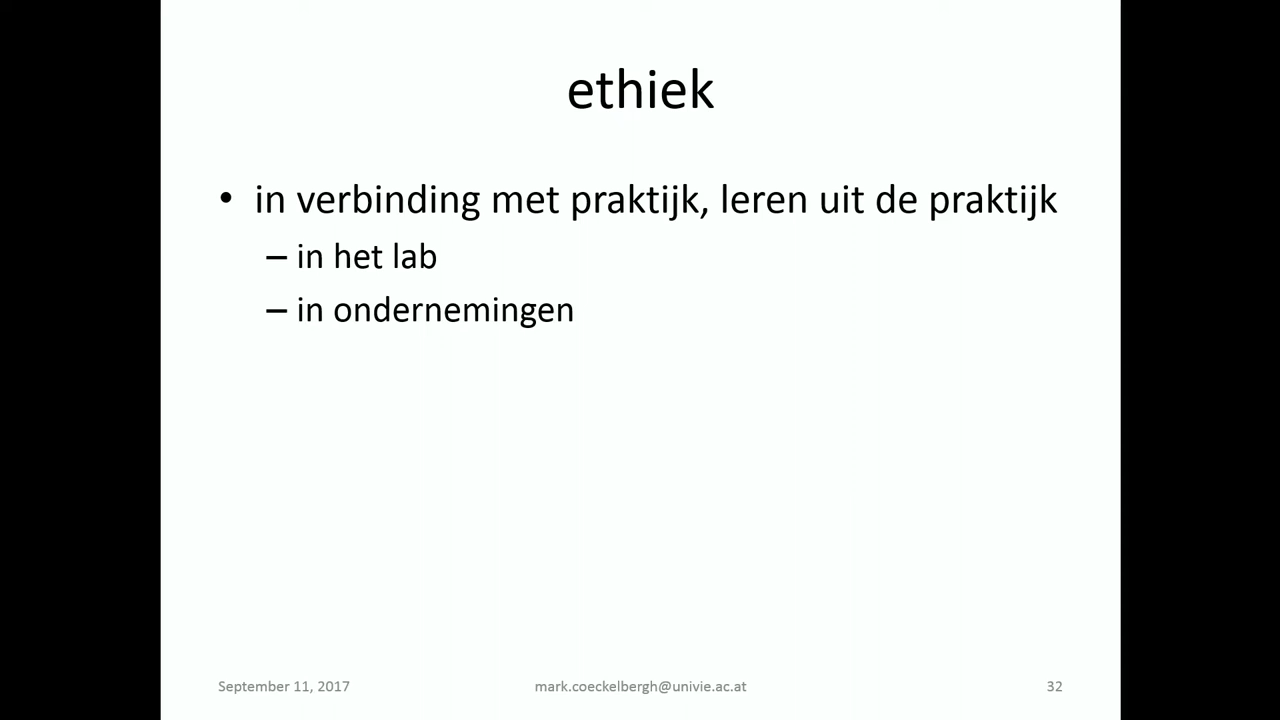 ethiek
• in verbinding met praktijk, leren uit de praktijk
– in het lab
– in ondernemingen
September 11, 2017
mark.coeckelbergh@univie.ac.at
32